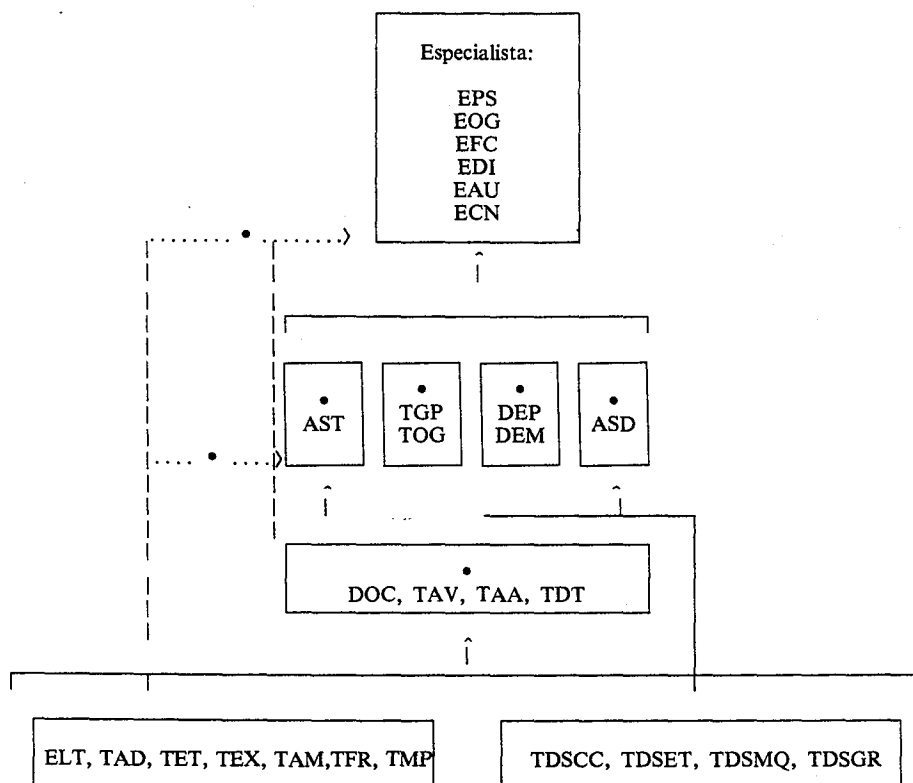 Especialista:
EPS
EOG
EFC
EDI
EAU
ECN
AST
TGP
TOG
DEP
DEM
ASD
DOC, TAV, TAA, TDT
ELT, TAD, TET, TEX, TAM,TFR, TMP
TDSCC, TDSET, TDSMQ, TDSGR